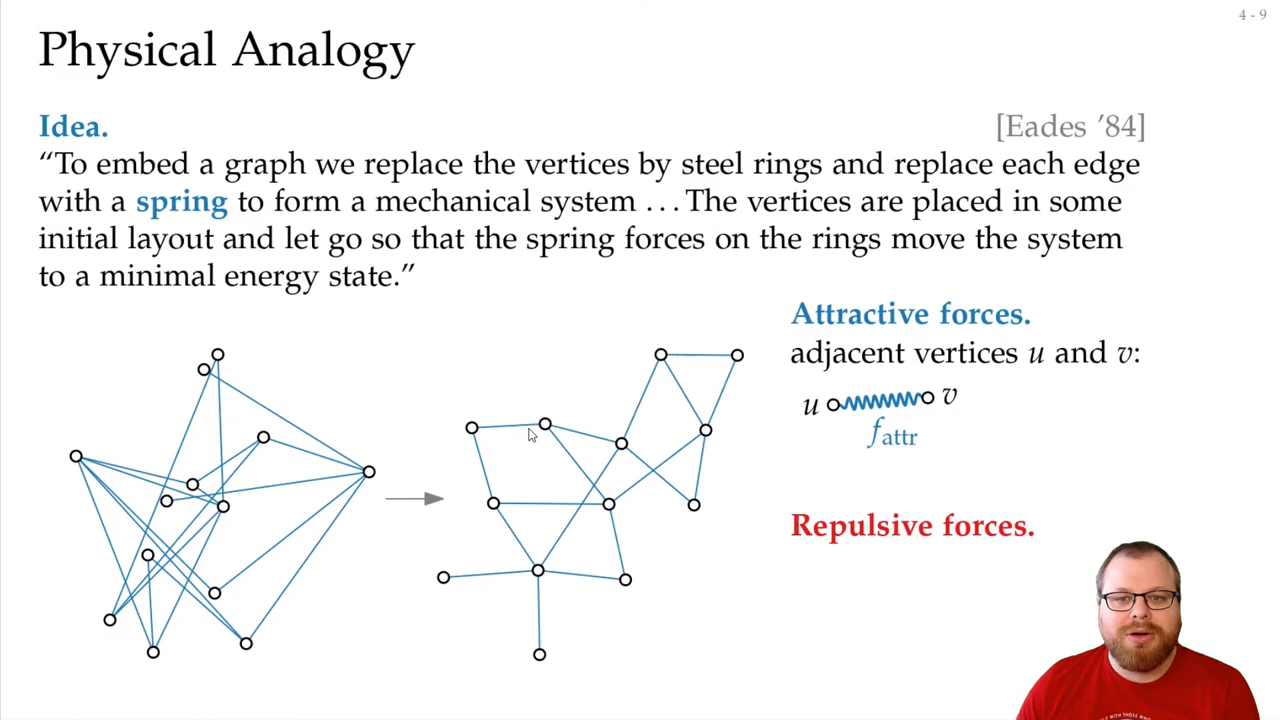 4 - 9
Physical Analogy
Idea.
[Eades ’84]
“To embed a graph we replace the vertices by steel rings and replace each edge
with a spring to form a mechanical system . . . The vertices are placed in some
initial layout and let go so that the spring forces on the rings move the system
to a minimal energy state.”
Attractive forces.
adjacent vertices u and v:
u v
fattr
Repulsive forces.